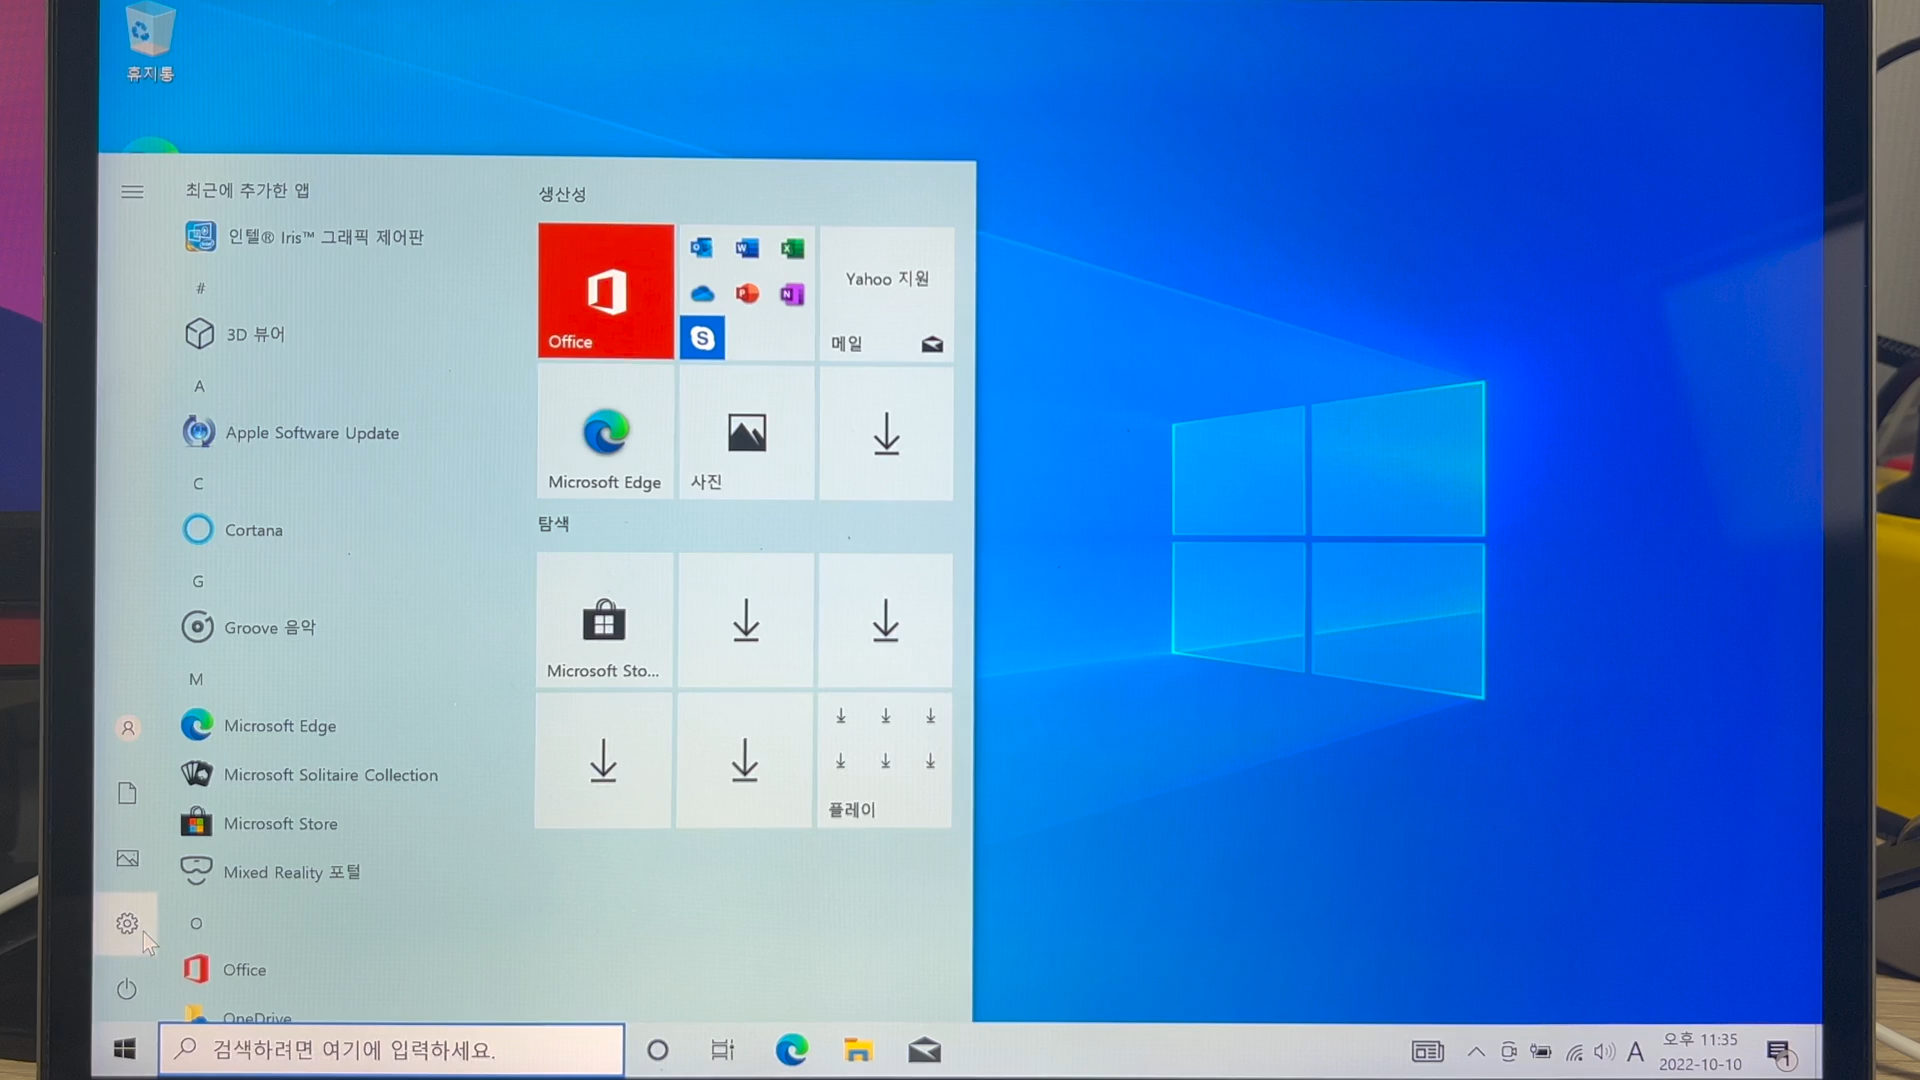 휴지통
최근에 추가한 앱
인텔® Iris™ 그래픽 제어판
#
3D 뷰어
A
Apple Software Update
C
Cortana
G
Groove 음악
M
Microsoft Edge
Microsoft Solitaire Collection
Microsoft Store
Mixed Reality 포털
O
Office
OneDrive
생산성
Office
Yahoo 지원
메일
Microsoft Edge
사진
탐색
Microsoft Sto...
플레이
검색하려면 여기에 입력하세요.
A
오후 11:35
2022-10-10
1